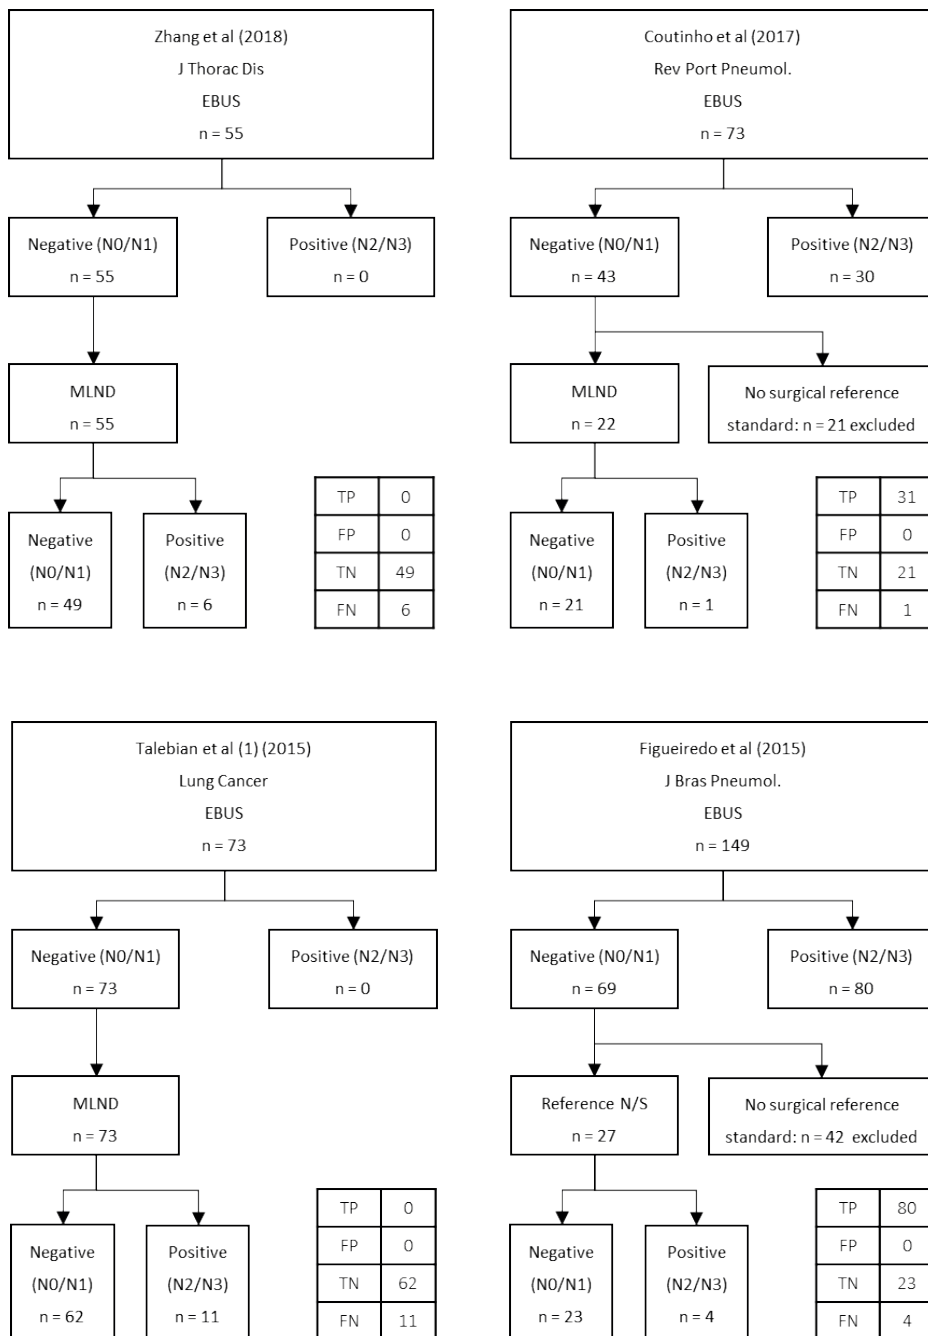 Zhang et al (2018)
J Thorac Dis
EBUS
n = 55
Negative (N0/N1)
n = 55
Positive (N2/N3)
n = 0
MLND
n = 55
Negative
(N0/N1)
n = 49
Positive
(N2/N3)
n = 6
TP 0
FP 0
TN 49
FN 6
Coutinho et al (2017)
Rev Port Pneumol.
EBUS
n = 73
Negative (N0/N1)
n = 43
Positive (N2/N3)
n = 30
MLND
n = 22
No surgical reference
standard: n = 21 excluded
Negative
(N0/N1)
n = 21
Positive
(N2/N3)
n = 1
TP 31
FP 0
TN 21
FN 1
Talebian et al (1) (2015)
Lung Cancer
EBUS
n = 73
Negative (N0/N1)
n = 73
Positive (N2/N3)
n = 0
MLND
n = 73
Negative
(N0/N1)
n = 62
Positive
(N2/N3)
n = 11
TP 0
FP 0
TN 62
FN 11
Figueiredo et al (2015)
J Bras Pneumol.
EBUS
n = 149
Negative (N0/N1)
n = 69
Positive (N2/N3)
n = 80
Reference N/S
n = 27
No surgical reference
standard: n = 42 excluded
Negative
(N0/N1)
n = 23
Positive
(N2/N3)
n = 4
TP 80
FP 0
TN 23
FN 4